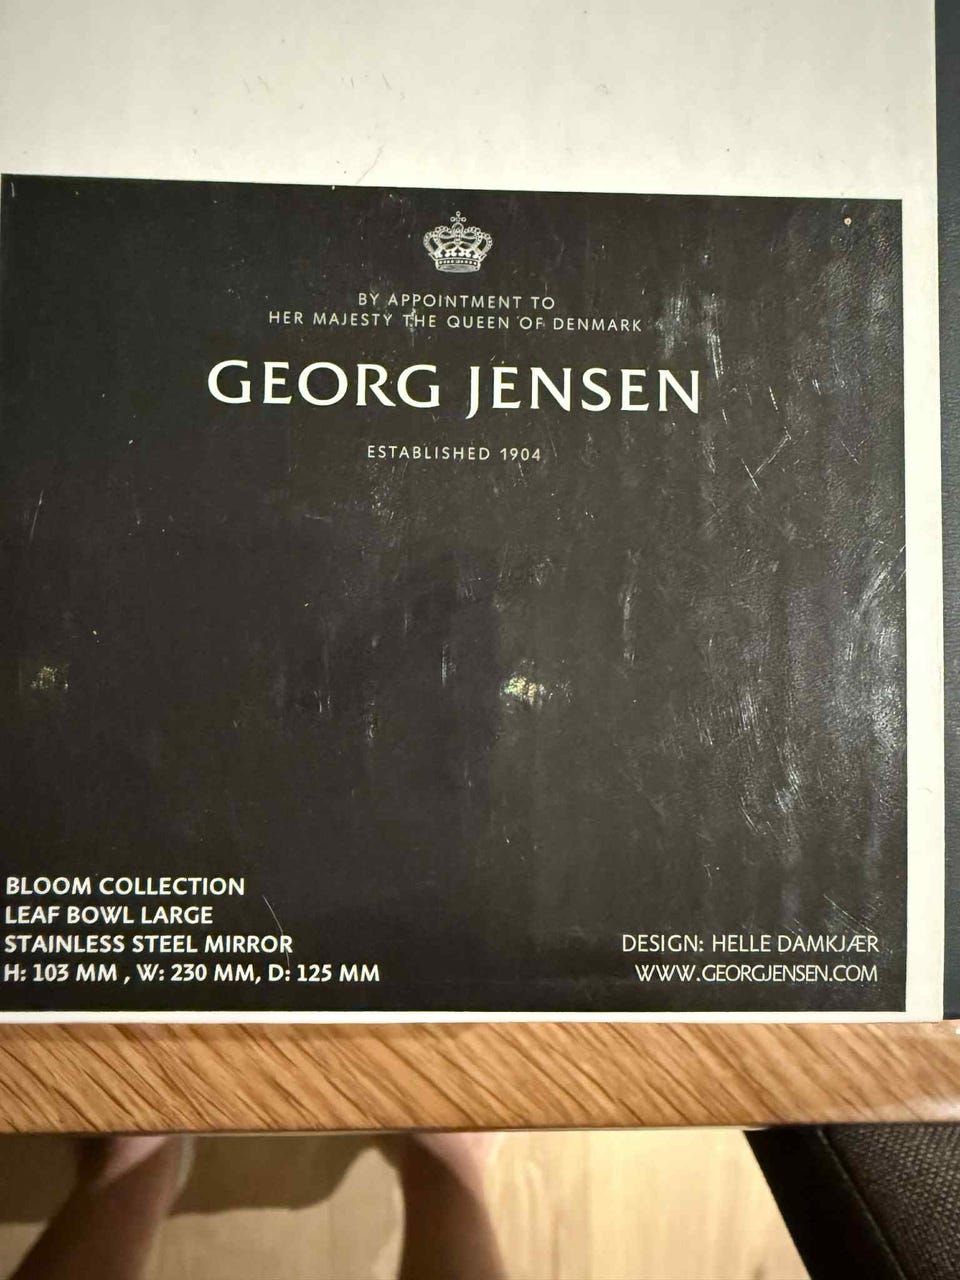 BY APPOINTMENT TO
HER MAJESTY THE QUEEN OF DENMARK
GEORG JENSEN
ESTABLISHED 1904
BLOOM COLLECTION
LEAF BOWL LARGE
STAINLESS STEEL MIRROR
H: 103 MM , W: 230 MM, D: 125 MM
DESIGN: HELLE DAMKJÆR
WWW.GEORGJENSEN.COM